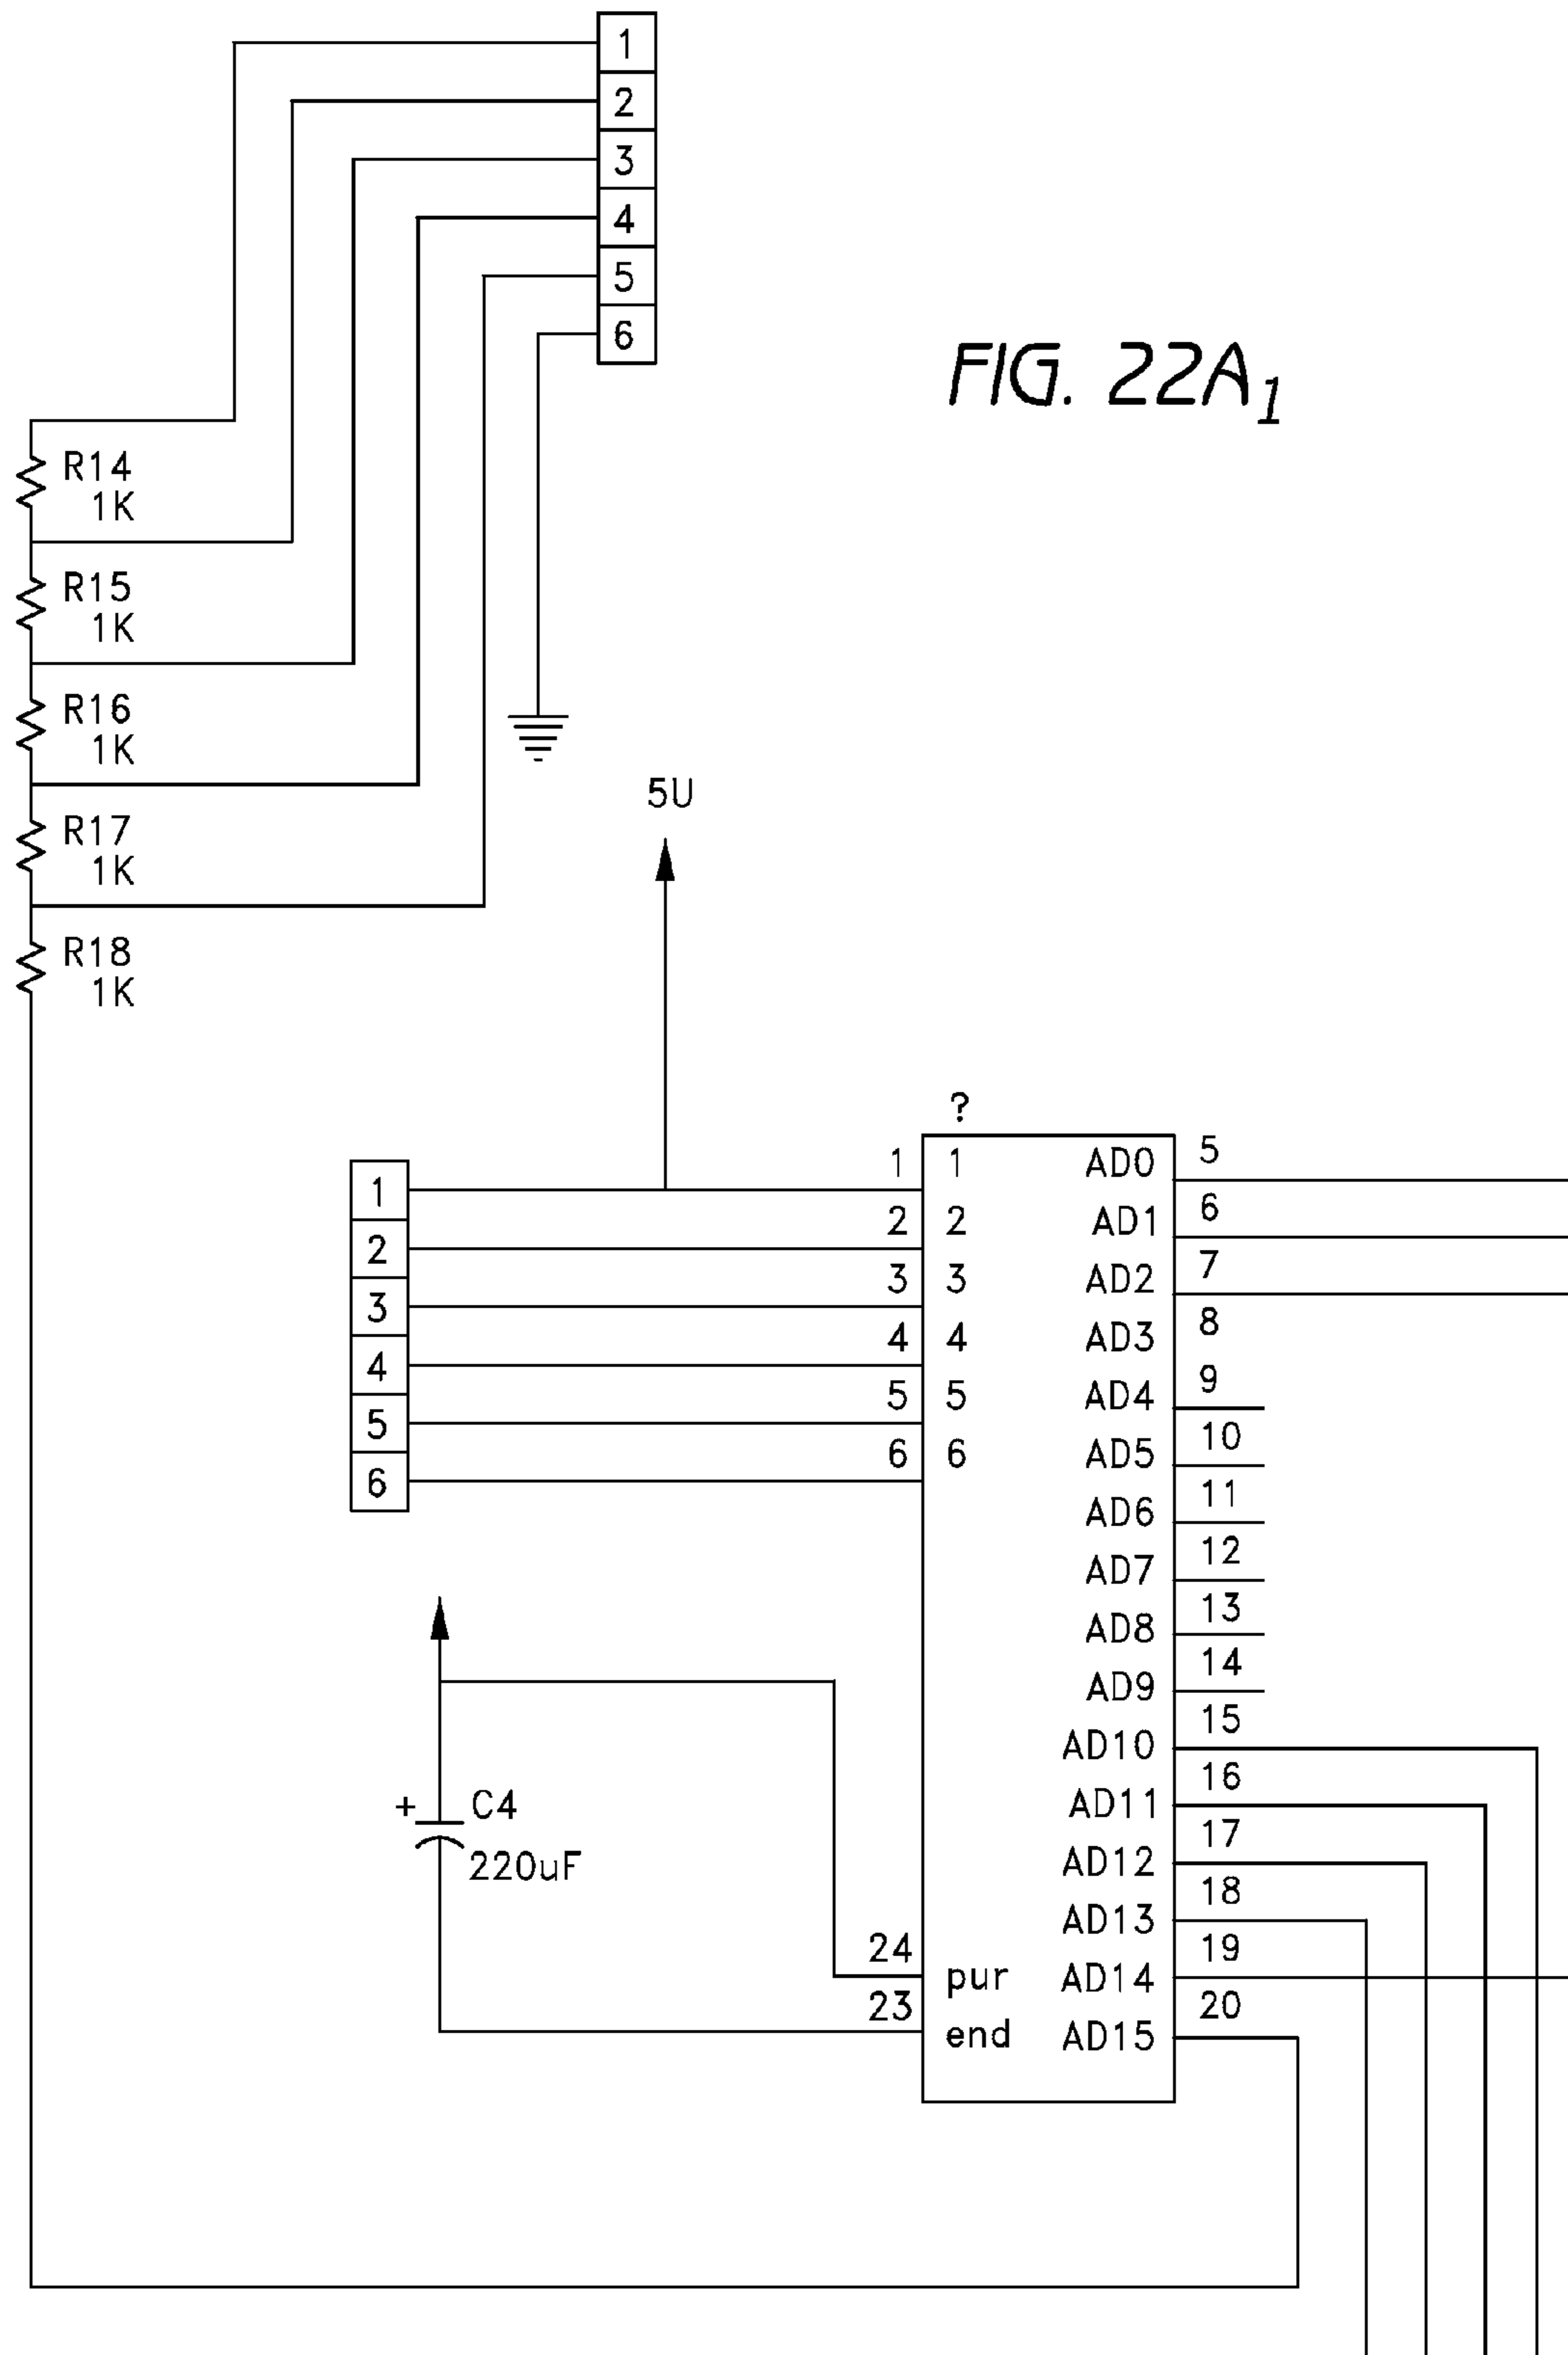 1
2
3
4
5
6
FIG. 22A1
R14
1K
R15
1K
R16
1K
R17
1K
R18
1K
5U
?
1
2
3
4
5
6
1 1 AD0 5
2 2 AD1 6
3 3 AD2 7
4 4 AD3 8
5 5 AD4 9
6 6 AD5 10
AD6 11
AD7 12
AD8 13
AD9 14
AD10 15
AD11 16
AD12 17
AD13 18
24 pur AD14 19
23 end AD15 20
+ C4
220uF